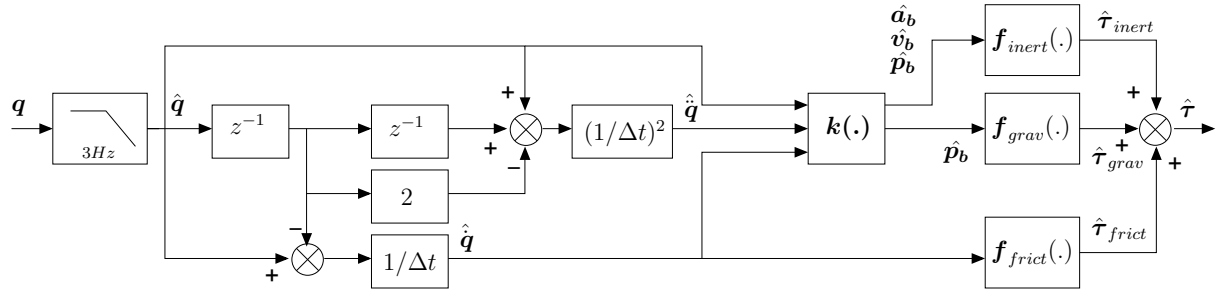 q
3Hz
q̂
z⁻¹
z⁻¹
2
1/Δt
+
−
+
+
−
(1/Δt)²
q̈̂
q̇̂
k(.)
â_b
v̂_b
p̂_b
p̂_b
f_inert(.)
f_grav(.)
f_frict(.)
τ̂_inert
τ̂_grav
τ̂_frict
+
+
+
τ̂